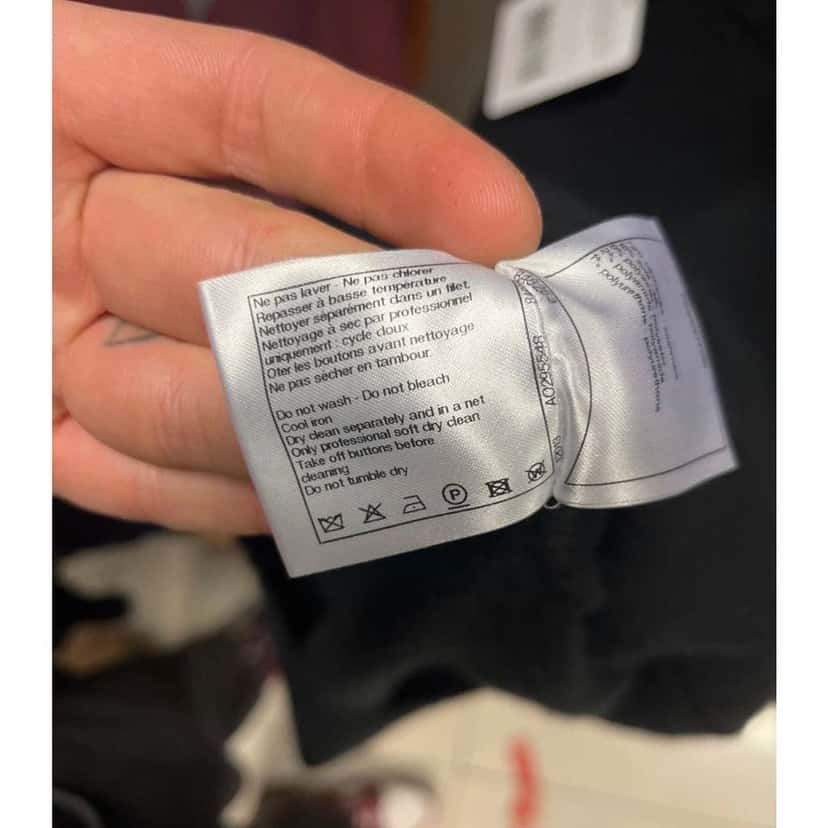 Ne pas laver - Ne pas chlorer
Repasser à basse température
Nettoyer séparément dans un filet.
Nettoyage à sec par professionnel
uniquement : cycle doux
Oter les boutons avant nettoyage
Ne pas sécher en tambour.
Do not wash - Do not bleach
Cool iron
Dry clean separately and in a net
Only professional soft dry clean
Take off buttons before
cleaning
Do not tumble dry
P
A0295548